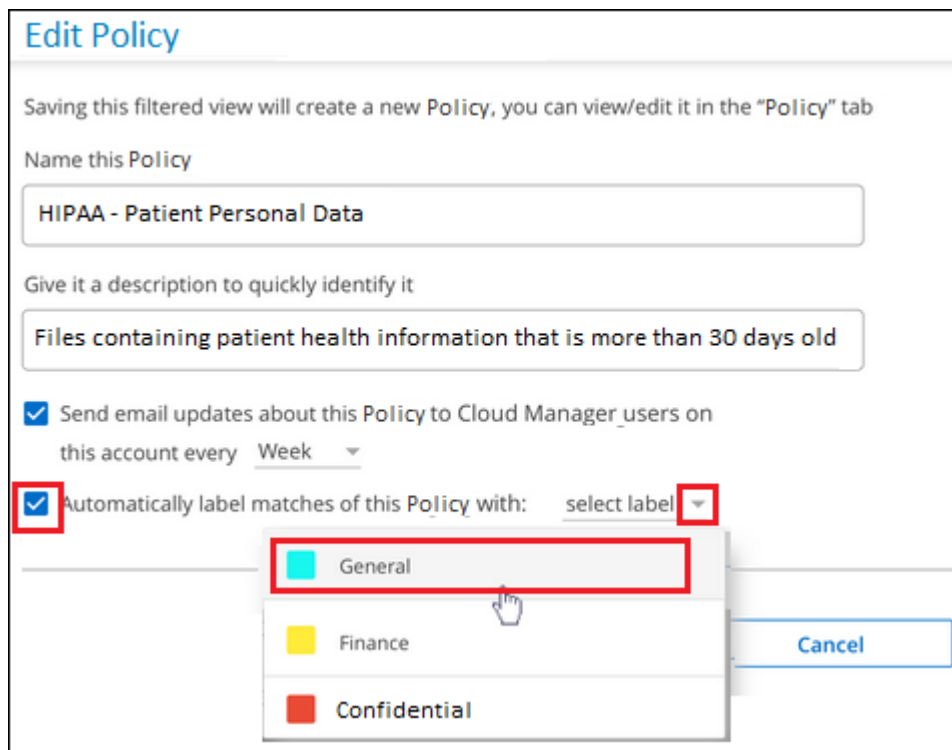 Edit Policy
Saving this filtered view will create a new Policy, you can view/edit it in the “Policy” tab
Name this Policy
HIPAA - Patient Personal Data
Give it a description to quickly identify it
Files containing patient health information that is more than 30 days old
Send email updates about this Policy to Cloud Manager users on
this account every Week
Automatically label matches of this Policy with: select label
General
Finance
Cancel
Confidential